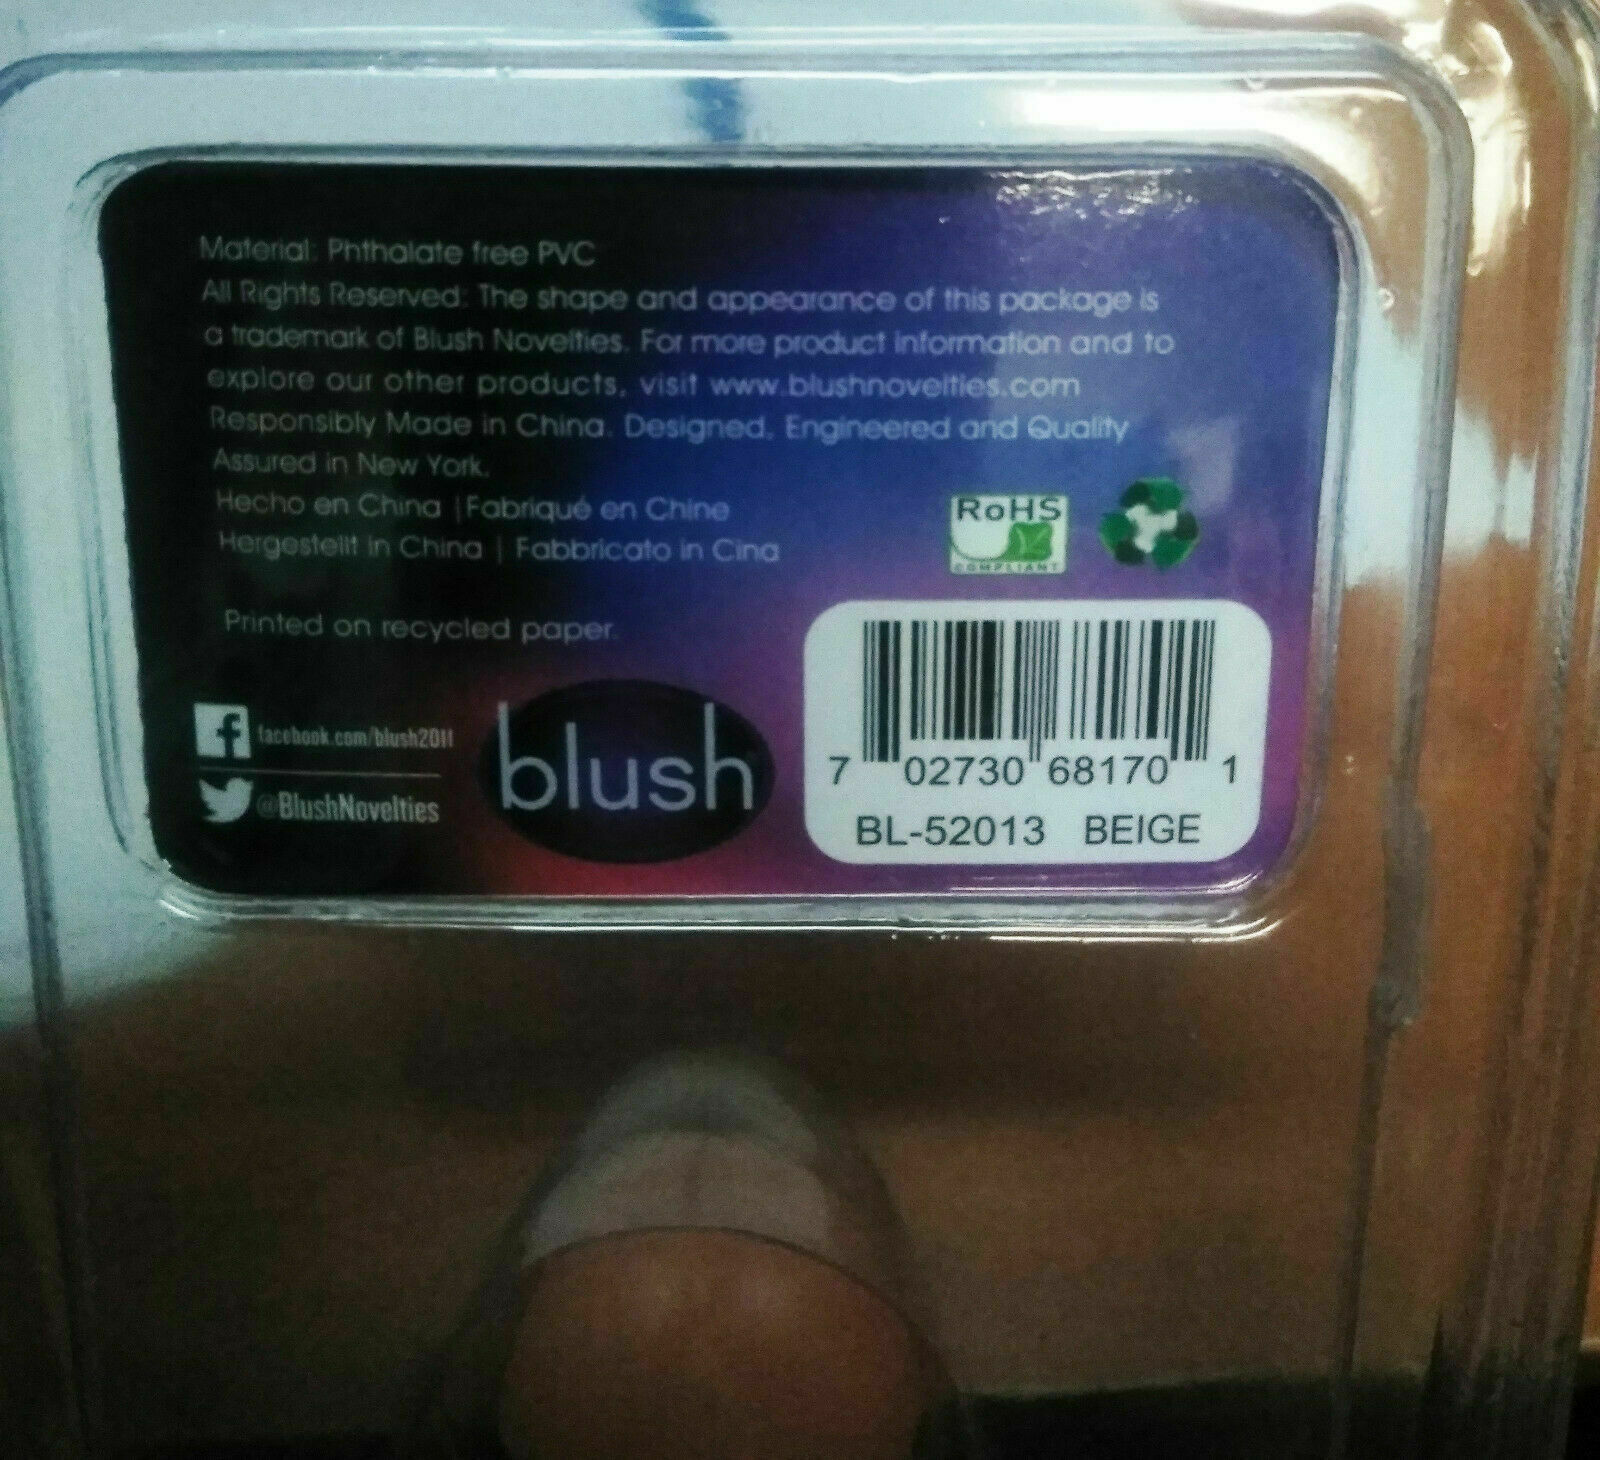 Material: Phthalate free PVC
All Rights Reserved: The shape and appearance of this package is
a trademark of Blush Novelties. For more product information and to
explore our other products, visit www.blushnovelties.com
Responsibly Made in China. Designed, Engineered and Quality
Assured in New York.
Hecho en China | Fabriqué en Chine
Hergestellt in China | Fabbricato in Cina
RoHS
COMPLIANT
Printed on recycled paper.
facebook.com/blush2011
@BlushNovelties
blush
7 02730 68170 1
BL-52013 BEIGE